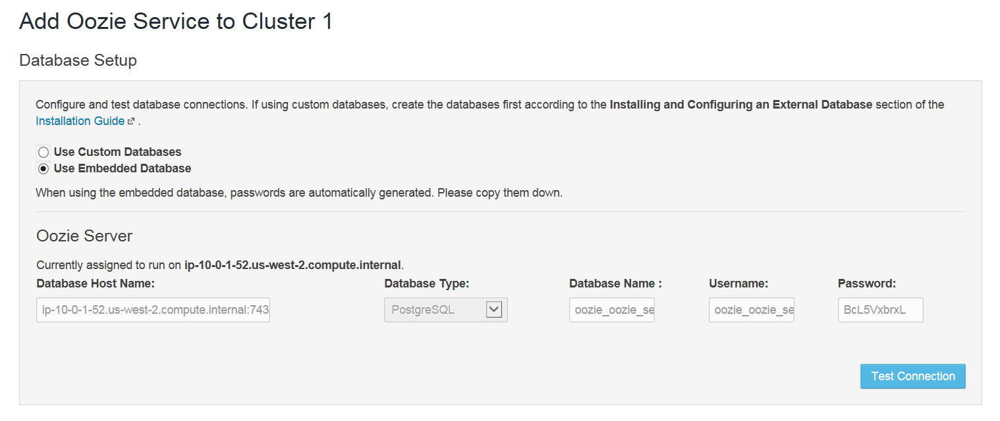 Add Oozie Service to Cluster 1
Database Setup
Configure and test database connections. If using custom databases, create the databases first according to the Installing and Configuring an External Database section of the
Installation Guide .
Use Custom Databases
Use Embedded Database
When using the embedded database, passwords are automatically generated. Please copy them down.
Oozie Server
Currently assigned to run on ip-10-0-1-52.us-west-2.compute.internal.
Database Host Name: Database Type: Database Name : Username: Password:
ip-10-0-1-52.us-west-2.compute.internal:743 PostgreSQL oozie_oozie_se oozie_oozie_se BcL5VxbrxL
Test Connection